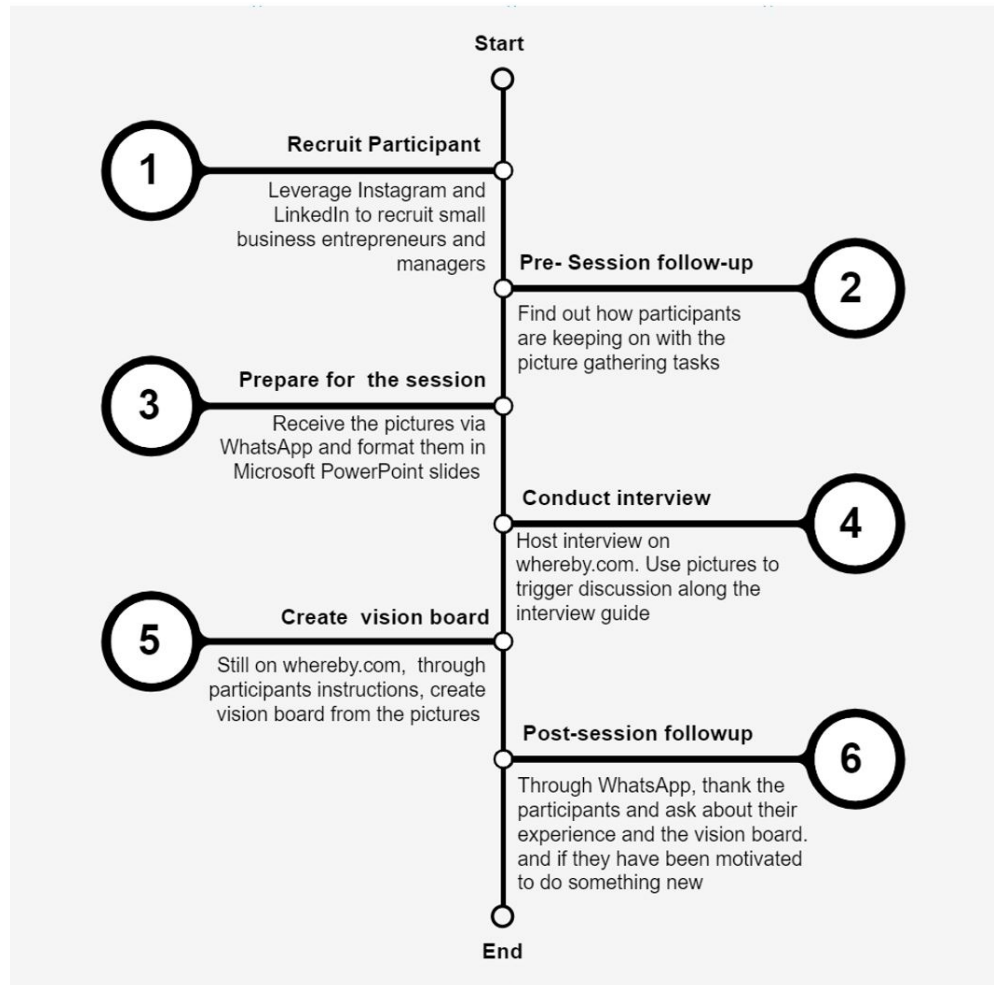 Start
1
Recruit Participant
Leverage Instagram and
LinkedIn to recruit small
business entrepreneurs and
managers
2
Pre- Session follow-up
Find out how participants
are keeping on with the
picture gathering tasks
3
Prepare for  the session
Receive the pictures via
WhatsApp and format them in
Microsoft PowerPoint slides
4
Conduct interview
Host interview on
whereby.com. Use pictures to
trigger discussion along the
interview guide
5
Create  vision board
Still on whereby.com,  through
participants instructions, create
vision board from the pictures
6
Post-session followup
Through WhatsApp, thank the
participants and ask about their
experience and the vision board.
and if they have been motivated
to do something new
End